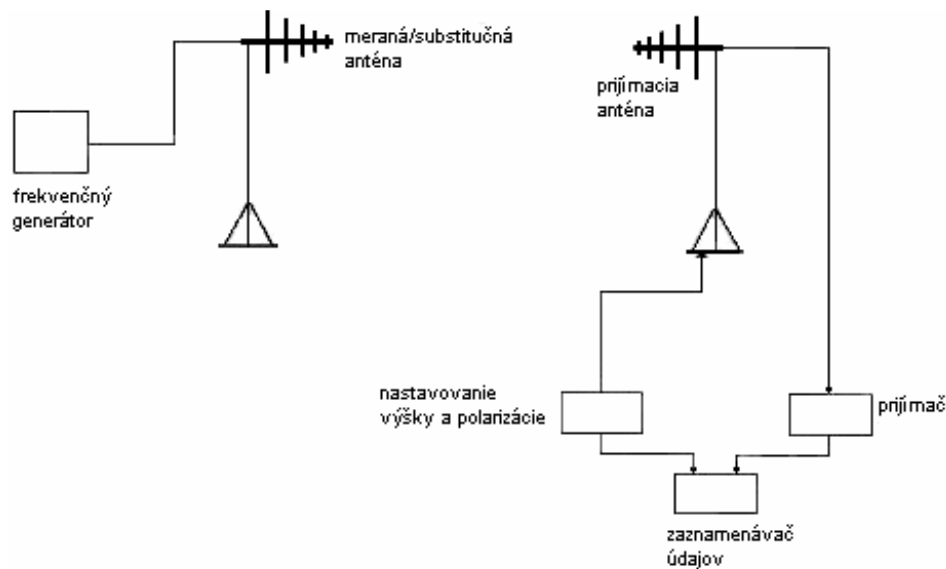 meraná/substitučná
anténa
prijímacia
anténa
frekvenčný
generátor
nastavovanie
výšky a polarizácie
prijímač
zaznamenávač
údajov